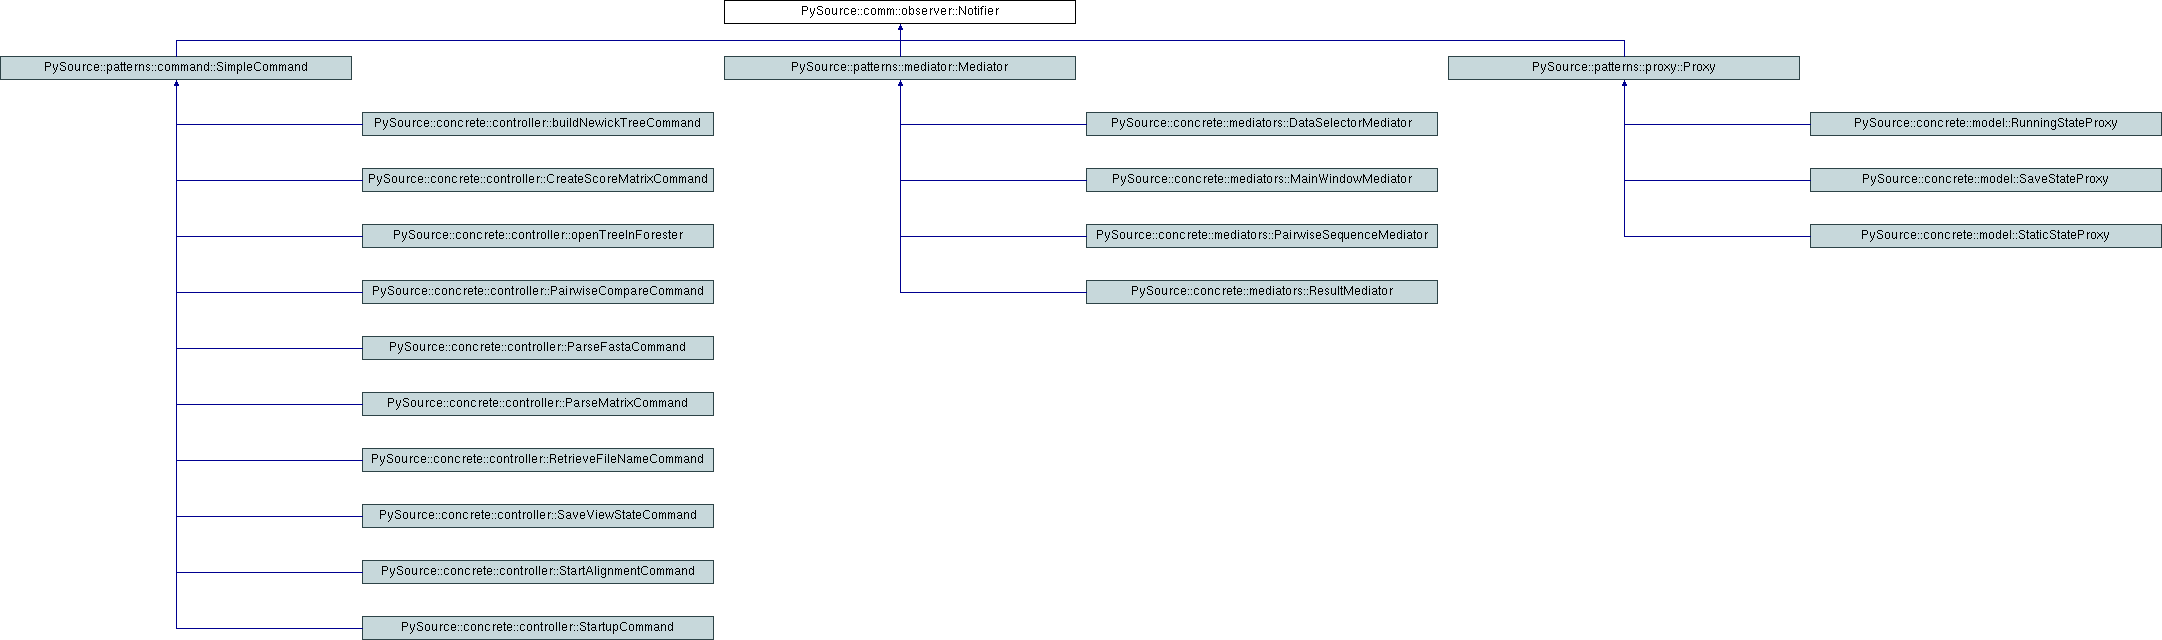 PySource::comm::observer::Notifier
PySource::patterns::command::SimpleCommand
PySource::patterns::mediator::Mediator
PySource::patterns::proxy::Proxy
PySource::concrete::controller::buildNewickTreeCommand
PySource::concrete::mediators::DataSelectorMediator
PySource::concrete::model::RunningStateProxy
PySource::concrete::controller::CreateScoreMatrixCommand
PySource::concrete::mediators::MainWindowMediator
PySource::concrete::model::SaveStateProxy
PySource::concrete::controller::openTreeInForester
PySource::concrete::mediators::PairwiseSequenceMediator
PySource::concrete::model::StaticStateProxy
PySource::concrete::controller::PairwiseCompareCommand
PySource::concrete::mediators::ResultMediator
PySource::concrete::controller::ParseFastaCommand
PySource::concrete::controller::ParseMatrixCommand
PySource::concrete::controller::RetrieveFileNameCommand
PySource::concrete::controller::SaveViewStateCommand
PySource::concrete::controller::StartAlignmentCommand
PySource::concrete::controller::StartupCommand